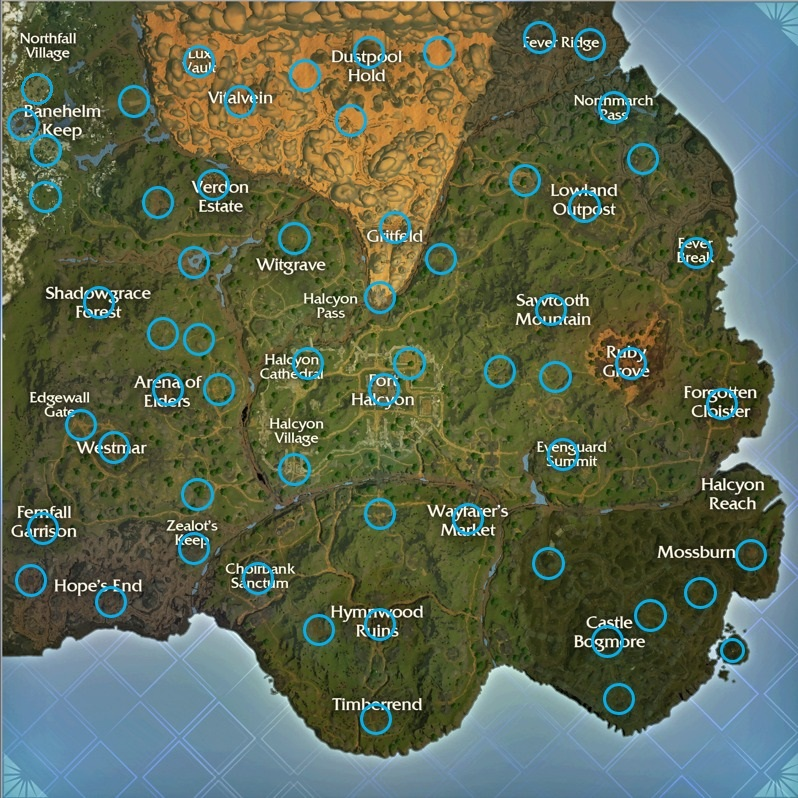 Northfall
Village
Lux
Vault
Dustpool
Hold
Fever Ridge
Vitalvein
Banehelm
Keep
Northmarch
Pass
Verdon
Estate
Lowland
Outpost
Gritfeld
Witgrave
Fever
Break
Shadowgrace
Forest
Halcyon
Pass
Sawtooth
Mountain
Halcyon
Cathedral
Ruby
Grove
Arena of
Elders
Fort
Halcyon
Edgewall
Gate
Forgotten
Cloister
Halcyon
Village
Westmar
Evenguard
Summit
Halcyon
Reach
Fernfall
Garrison
Zealot's
Keep
Wayfarer's
Market
Mossburn
Choirbank
Sanctum
Hope's End
Hymnwood
Ruins
Castle
Bogmore
Timberrend